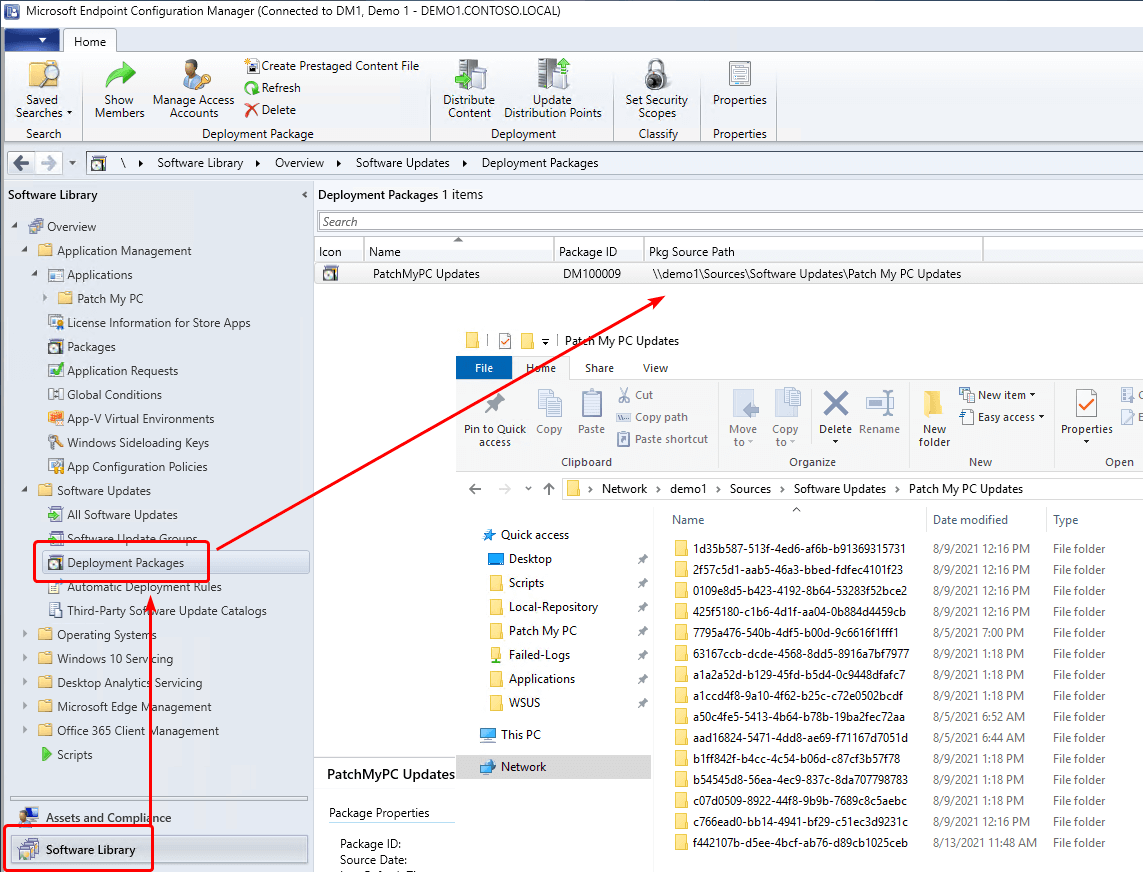 Microsoft Endpoint Configuration Manager (Connected to DM1, Demo 1 - DEMO1.CONTOSO.LOCAL)
Home
Saved Searches
Show Members
Manage Access Accounts
Create Prestaged Content File
Refresh
Delete
Distribute Content
Update Distribution Points
Set Security Scopes
Properties
Search
Deployment Package
Deployment
Classify
Properties
\ Software Library Overview Software Updates Deployment Packages
Software Library
Overview
Application Management
Applications
Patch My PC
License Information for Store Apps
Packages
Application Requests
Global Conditions
App-V Virtual Environments
Windows Sideloading Keys
App Configuration Policies
Software Updates
All Software Updates
Software Update Groups
Deployment Packages
Automatic Deployment Rules
Third-Party Software Update Catalogs
Operating Systems
Windows 10 Servicing
Desktop Analytics Servicing
Microsoft Edge Management
Office 365 Client Management
Scripts
Assets and Compliance
Software Library
Deployment Packages 1 items
Search
Icon Name Package ID Pkg Source Path
PatchMyPC Updates DM100009 \\demo1\Sources\Software Updates\Patch My PC Updates
Patch My PC Updates
File Home Share View
Pin to Quick access
Copy
Paste
Cut
Copy path
Paste shortcut
Move to
Copy to
Delete
Rename
New folder
New item
Easy access
Properties
Clipboard
Organize
New
Open
Network demo1 Sources Software Updates Patch My PC Updates
Quick access
Desktop
Scripts
Local-Repository
Patch My PC
Failed-Logs
Applications
WSUS
This PC
Network
Name Date modified Type
1d35b587-513f-4ed6-af6b-b91369315731 8/9/2021 12:16 PM File folder
2f57c5d1-aab5-46a3-bbed-fdfec4101f23 8/9/2021 12:16 PM File folder
0109e8d5-b423-4192-8b64-53283f52bce2 8/9/2021 12:16 PM File folder
425f5180-c1b6-4d1f-aa04-0b884d4459cb 8/9/2021 12:16 PM File folder
7795a476-540b-4df5-b00d-9c6616f1fff1 8/5/2021 7:00 PM File folder
63167ccb-dcde-4568-8dd5-8916a7bf7977 8/9/2021 1:18 PM File folder
a1a2a52d-b129-45fd-b5d4-0c9448dfafc7 8/9/2021 1:18 PM File folder
a1ccd4f8-9a10-4f62-b25c-c72e0502bcdf 8/9/2021 1:18 PM File folder
a50c4fe5-5413-4b64-b78b-19ba2fec72aa 8/5/2021 6:52 AM File folder
aad16824-5471-4dd8-ae69-f71167d7051d 8/5/2021 6:44 AM File folder
b1ff842f-b4cc-4c54-b06d-c87cf3b57f78 8/9/2021 1:18 PM File folder
b54545d8-56ea-4ec9-837c-8da707798783 8/9/2021 1:18 PM File folder
c07d0509-8922-44f8-9b9b-7689c8c5aebc 8/9/2021 1:18 PM File folder
c766ead0-bb14-4941-bf29-c51ec3d9231c 8/9/2021 12:16 PM File folder
f442107b-d5ee-4bcf-ab76-d89cb1025ceb 8/13/2021 11:48 AM File folder
PatchMyPC Updates
Package Properties
Package ID:
Source Date: